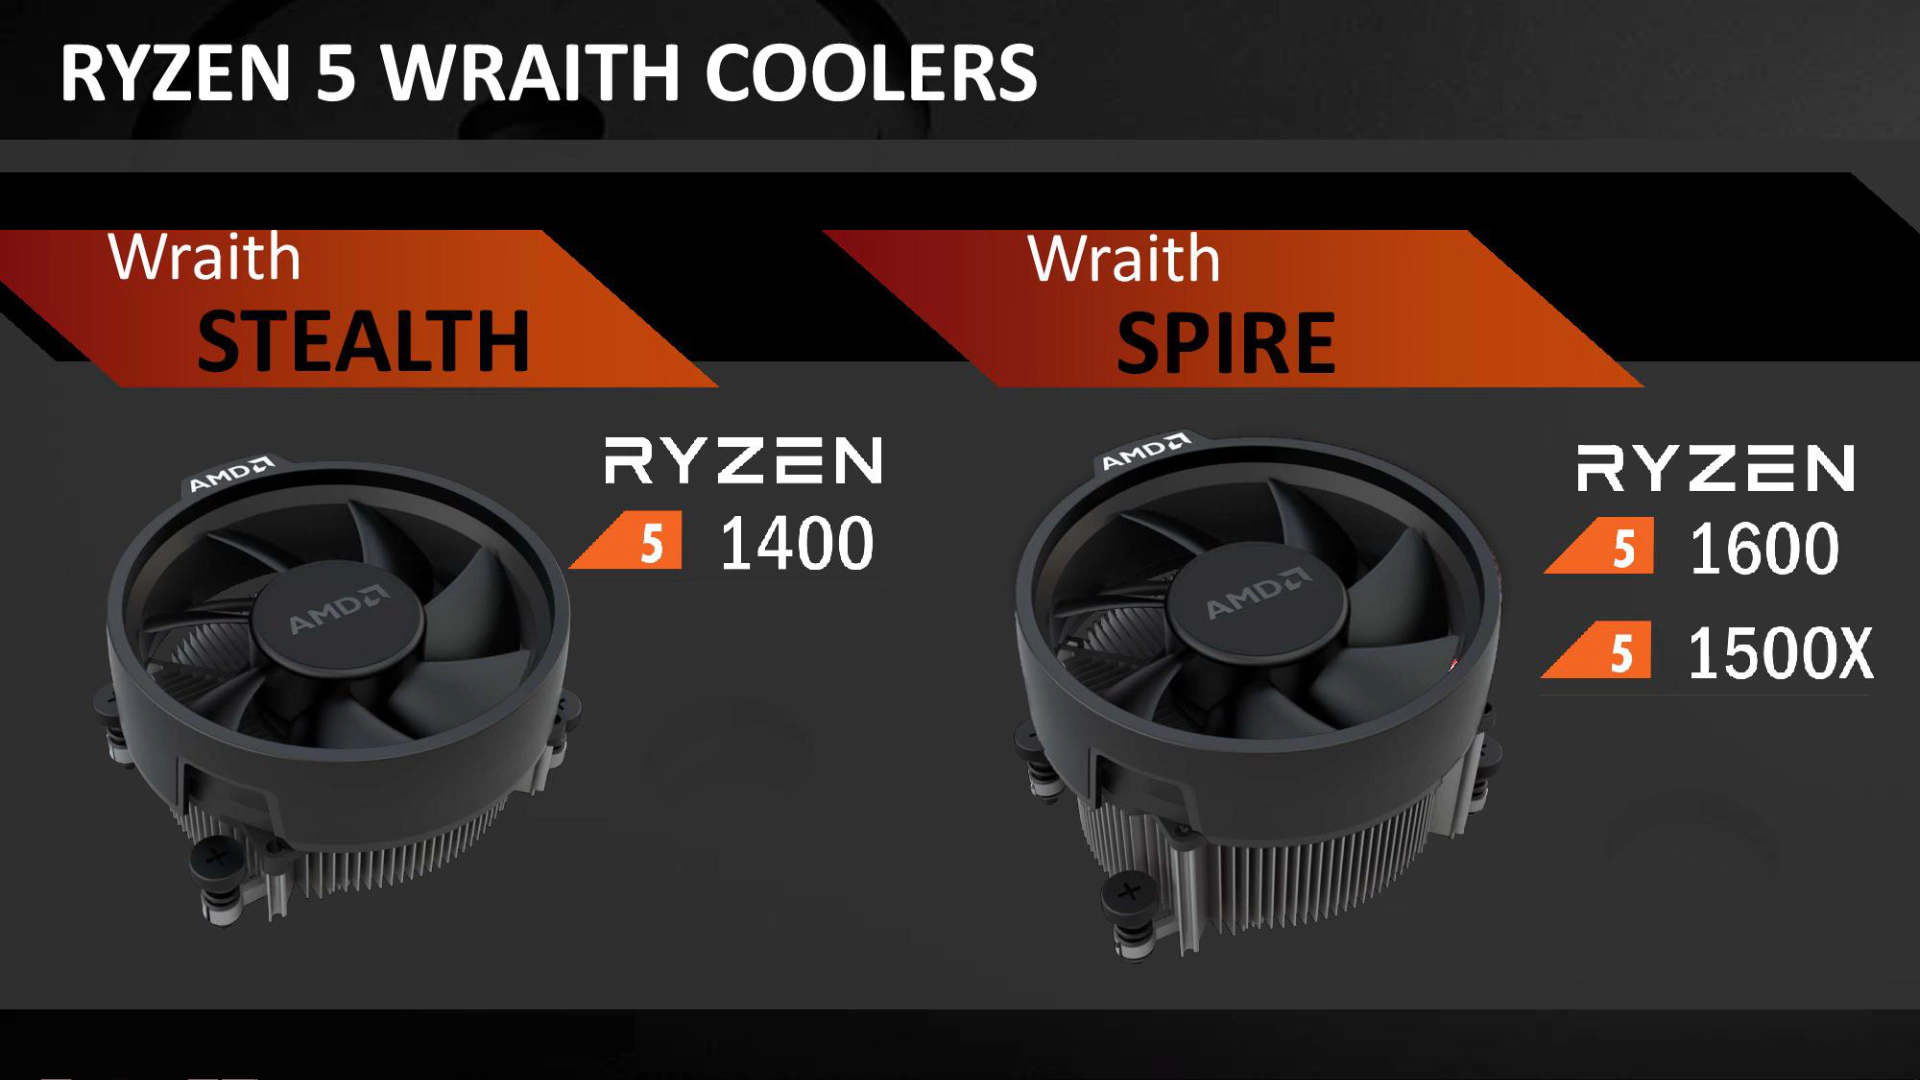 RYZEN 5 WRAITH COOLERS
Wraith
STEALTH
AMD
AMD
RYZEN
5 1400
Wraith
SPIRE
AMD
AMD
RYZEN
5 1600
5 1500X